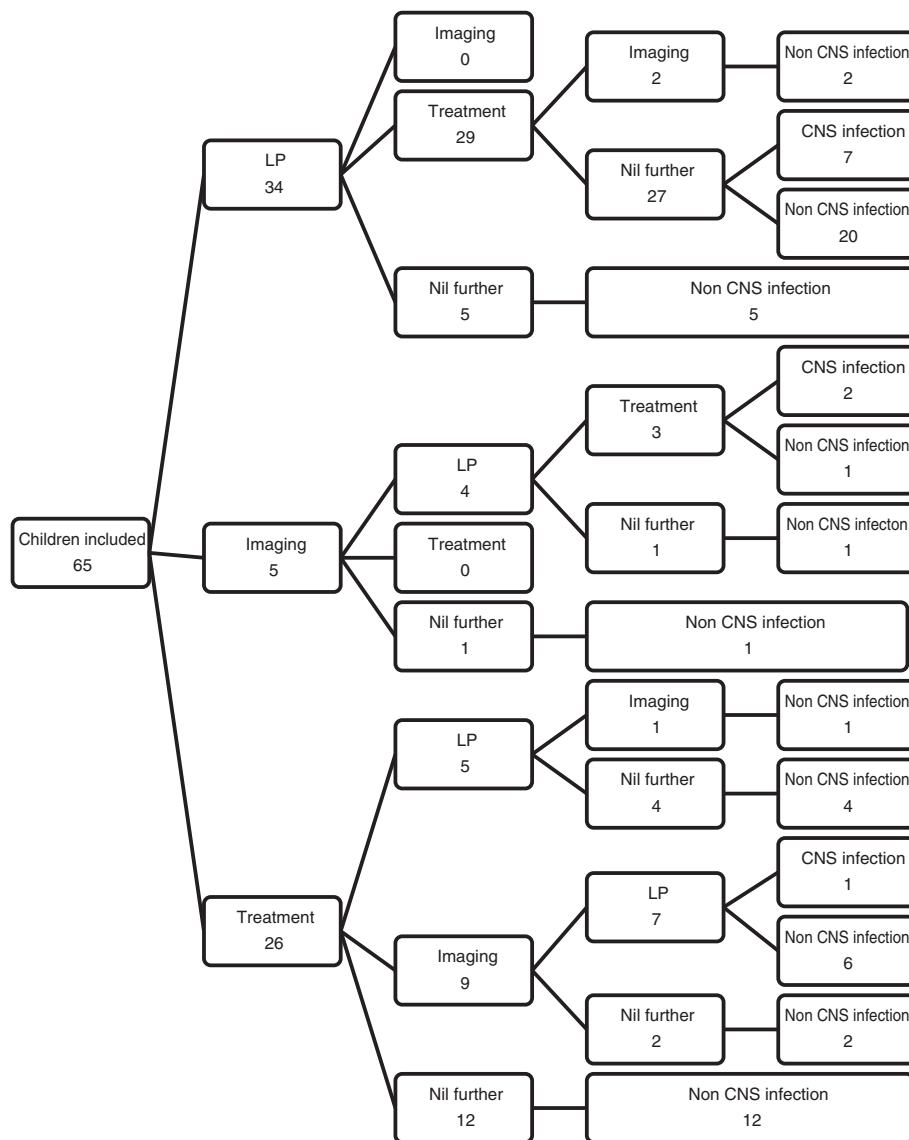 Children included
65
LP
34
Imaging
0
Treatment
29
Imaging
2
Non CNS infection
2
Nil further
27
CNS infection
7
Non CNS infection
20
Nil further
5
Non CNS infection
5
Imaging
5
LP
4
Treatment
3
CNS infection
2
Non CNS infection
1
Nil further
1
Non CNS infecton
1
Treatment
0
Nil further
1
Non CNS infection
1
Treatment
26
LP
5
Imaging
1
Non CNS infection
1
Nil further
4
Non CNS infection
4
Imaging
9
LP
7
CNS infection
1
Non CNS infection
6
Nil further
2
Non CNS infection
2
Nil further
12
Non CNS infection
12